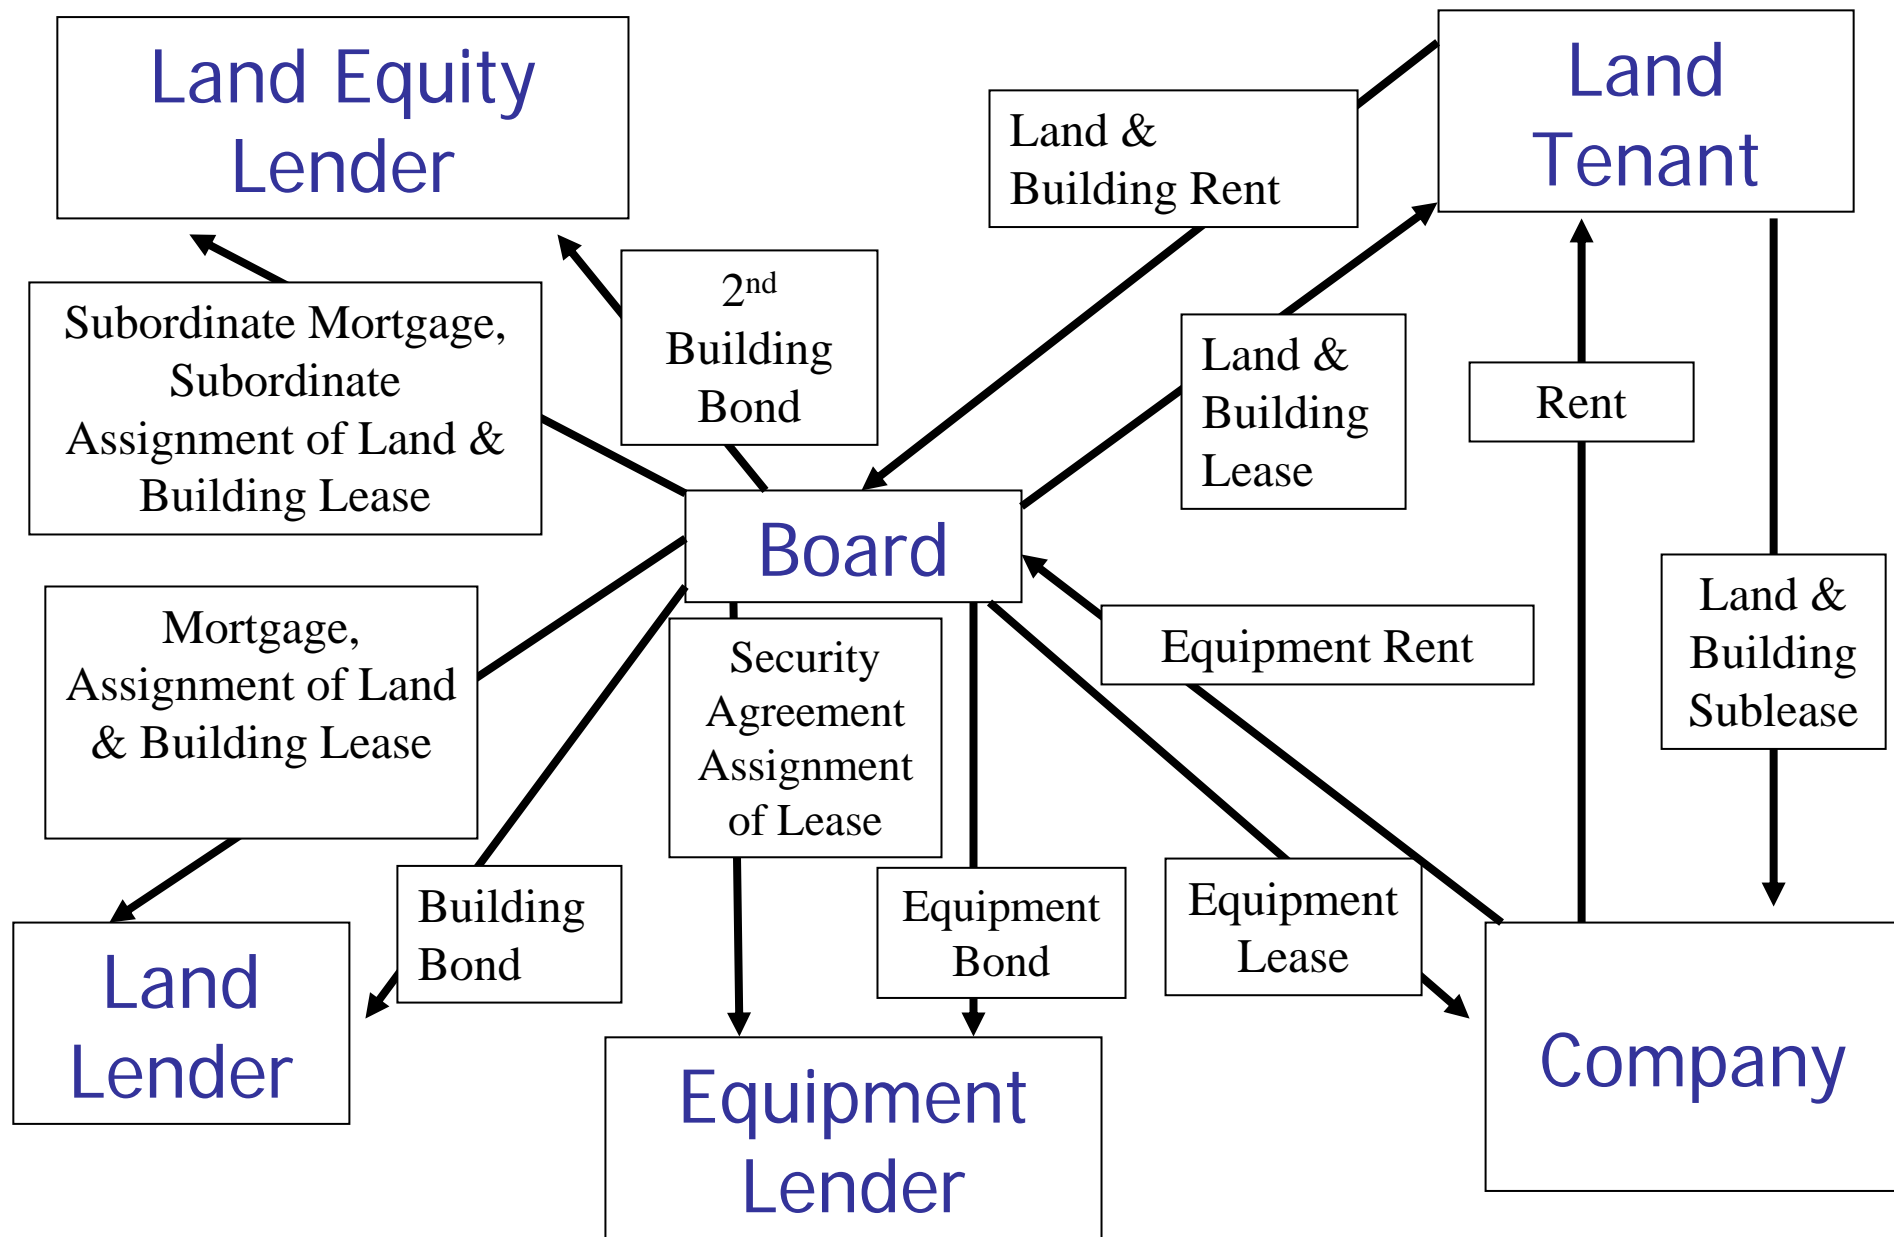 Land Equity
Lender
Land
Tenant
Land &
Building Rent
2nd
Building
Bond
Subordinate Mortgage,
Subordinate
Assignment of Land &
Building Lease
Land &
Building
Lease
Rent
Board
Mortgage,
Assignment of Land
& Building Lease
Security
Agreement
Assignment
of Lease
Equipment Rent
Land &
Building
Sublease
Building
Bond
Equipment
Bond
Equipment
Lease
Land
Lender
Equipment
Lender
Company